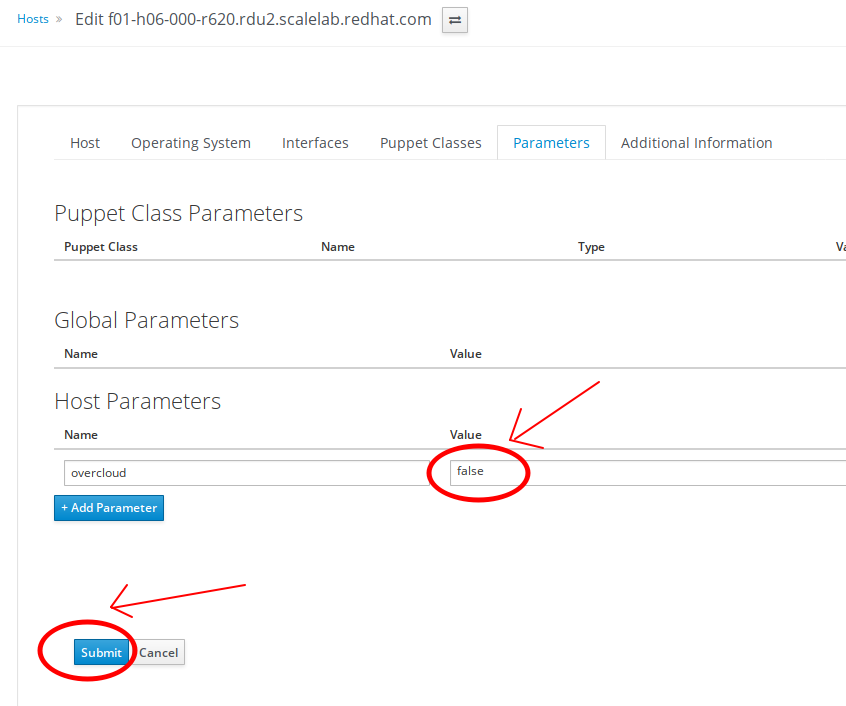 Hosts » Edit f01-h06-000-r620.rdu2.scalelab.redhat.com
Host Operating System Interfaces Puppet Classes Parameters Additional Information
Puppet Class Parameters
Puppet Class Name Type
Global Parameters
Name Value
Host Parameters
Name Value
overcloud false
+ Add Parameter
Submit Cancel